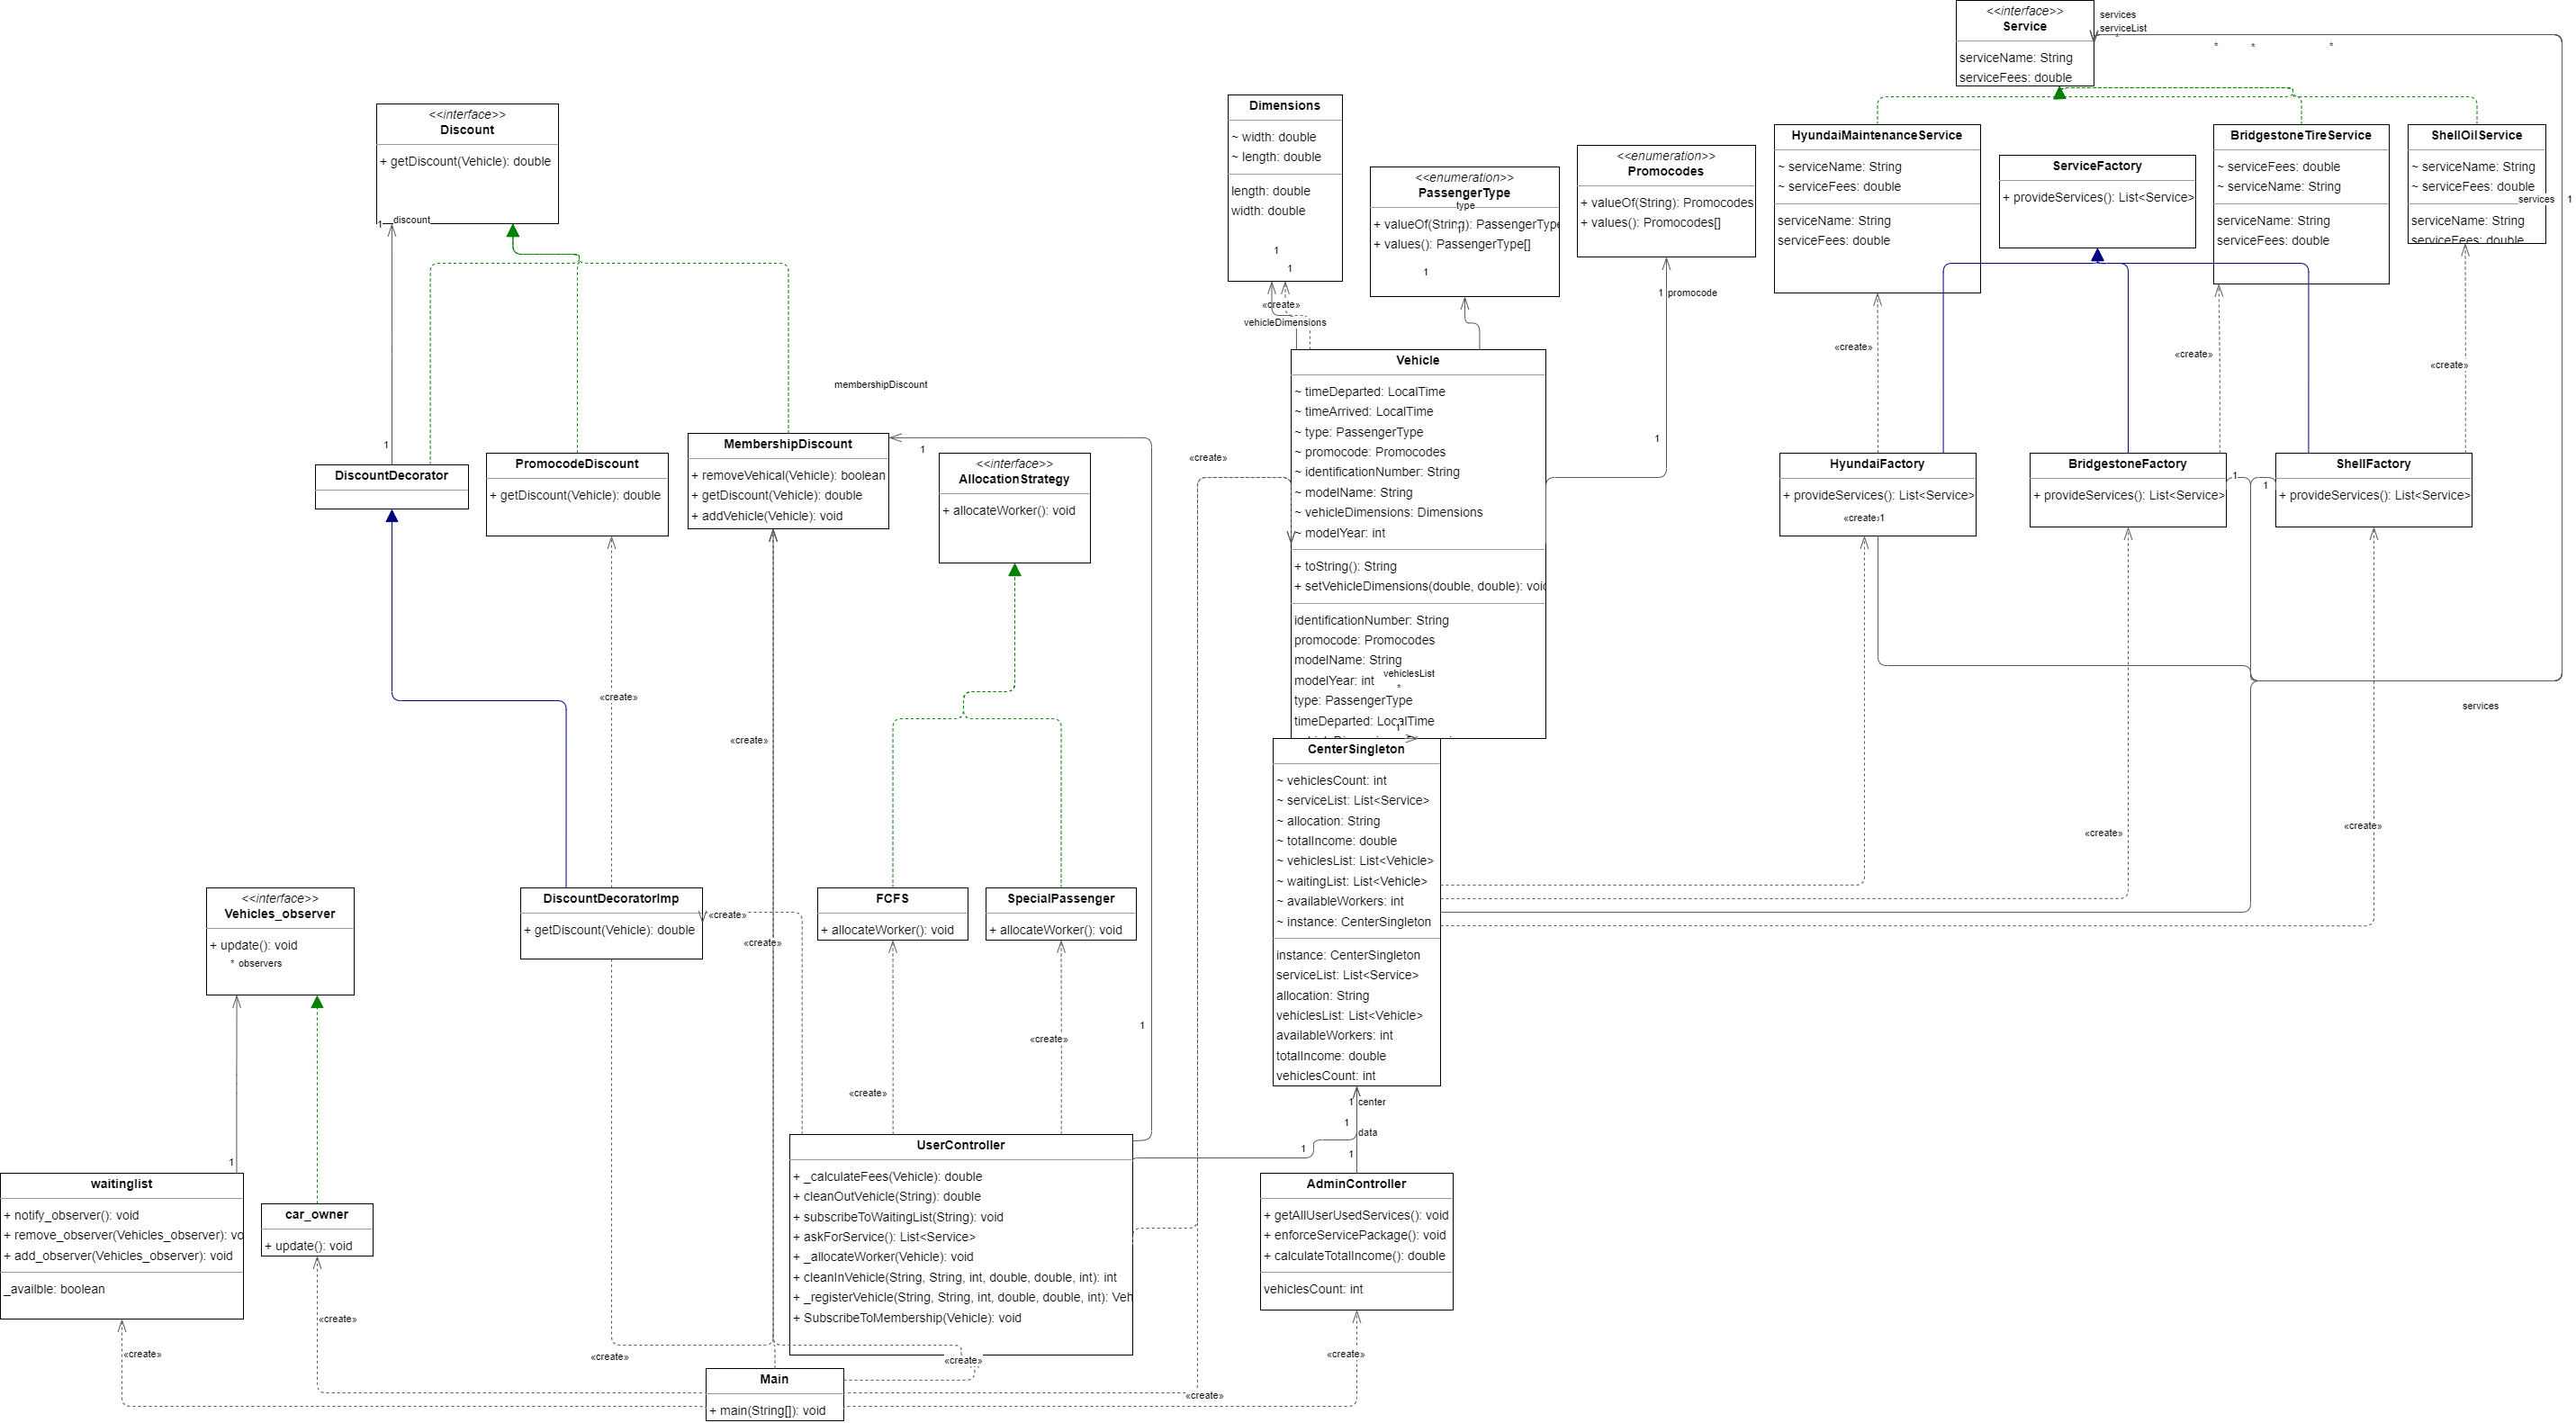 <<interface>>
Service
serviceName: String
serviceFees: double
services
serviceList
*
*
*
*
<<interface>>
Discount
+ getDiscount(Vehicle): double
1
discount
Dimensions
~ width: double
~ length: double
length: double
width: double
1
1
«create»
vehicleDimensions
<<enumeration>>
PassengerType
type
+ valueOf(String): PassengerType
+ values(): PassengerType[]
1
<<enumeration>>
Promocodes
+ valueOf(String): Promocodes
+ values(): Promocodes[]
1 promocode
1
HyundaiMaintenanceService
~ serviceName: String
~ serviceFees: double
serviceName: String
serviceFees: double
ServiceFactory
+ provideServices(): List<Service>
BridgestoneTireService
~ serviceFees: double
~ serviceName: String
serviceName: String
serviceFees: double
ShellOilService
~ serviceName: String
~ serviceFees: double
services
1
serviceName: String
serviceFees: double
«create»
«create»
«create»
Vehicle
~ timeDeparted: LocalTime
~ timeArrived: LocalTime
~ type: PassengerType
~ promocode: Promocodes
~ identificationNumber: String
~ modelName: String
~ vehicleDimensions: Dimensions
~ modelYear: int
+ toString(): String
+ setVehicleDimensions(double, double): void
identificationNumber: String
promocode: Promocodes
modelName: String
modelYear: int
vehiclesList
*
type: PassengerType
timeDeparted: LocalTime
1
membershipDiscount
1
DiscountDecorator
PromocodeDiscount
+ getDiscount(Vehicle): double
MembershipDiscount
+ removeVehical(Vehicle): boolean
+ getDiscount(Vehicle): double
+ addVehicle(Vehicle): void
1
<<interface>>
AllocationStrategy
+ allocateWorker(): void
«create»
HyundaiFactory
+ provideServices(): List<Service>
«create»
1
BridgestoneFactory
+ provideServices(): List<Service>
1
1
ShellFactory
+ provideServices(): List<Service>
services
«create»
«create»
CenterSingleton
~ vehiclesCount: int
~ serviceList: List<Service>
~ allocation: String
~ totalIncome: double
~ vehiclesList: List<Vehicle>
~ waitingList: List<Vehicle>
~ availableWorkers: int
~ instance: CenterSingleton
instance: CenterSingleton
serviceList: List<Service>
allocation: String
vehiclesList: List<Vehicle>
availableWorkers: int
totalIncome: double
vehiclesCount: int
«create»
«create»
<<interface>>
Vehicles_observer
+ update(): void
* observers
DiscountDecoratorImp
+ getDiscount(Vehicle): double
«create»
«create»
FCFS
+ allocateWorker(): void
SpecialPassenger
+ allocateWorker(): void
1
«create»
«create»
1 center
1
data
1
1
1
waitinglist
+ notify_observer(): void
+ remove_observer(Vehicles_observer): vo
+ add_observer(Vehicles_observer): void
_availble: boolean
car_owner
+ update(): void
UserController
+ _calculateFees(Vehicle): double
+ cleanOutVehicle(String): double
+ subscribeToWaitingList(String): void
+ askForService(): List<Service>
+ _allocateWorker(Vehicle): void
+ cleanInVehicle(String, String, int, double, double, int): int
+ _registerVehicle(String, String, int, double, double, int): Veh
+ SubscribeToMembership(Vehicle): void
AdminController
+ getAllUserUsedServices(): void
+ enforceServicePackage(): void
+ calculateTotalIncome(): double
vehiclesCount: int
«create»
«create»
«create»
«create»
«create»
«create»
Main
+ main(String[]): void